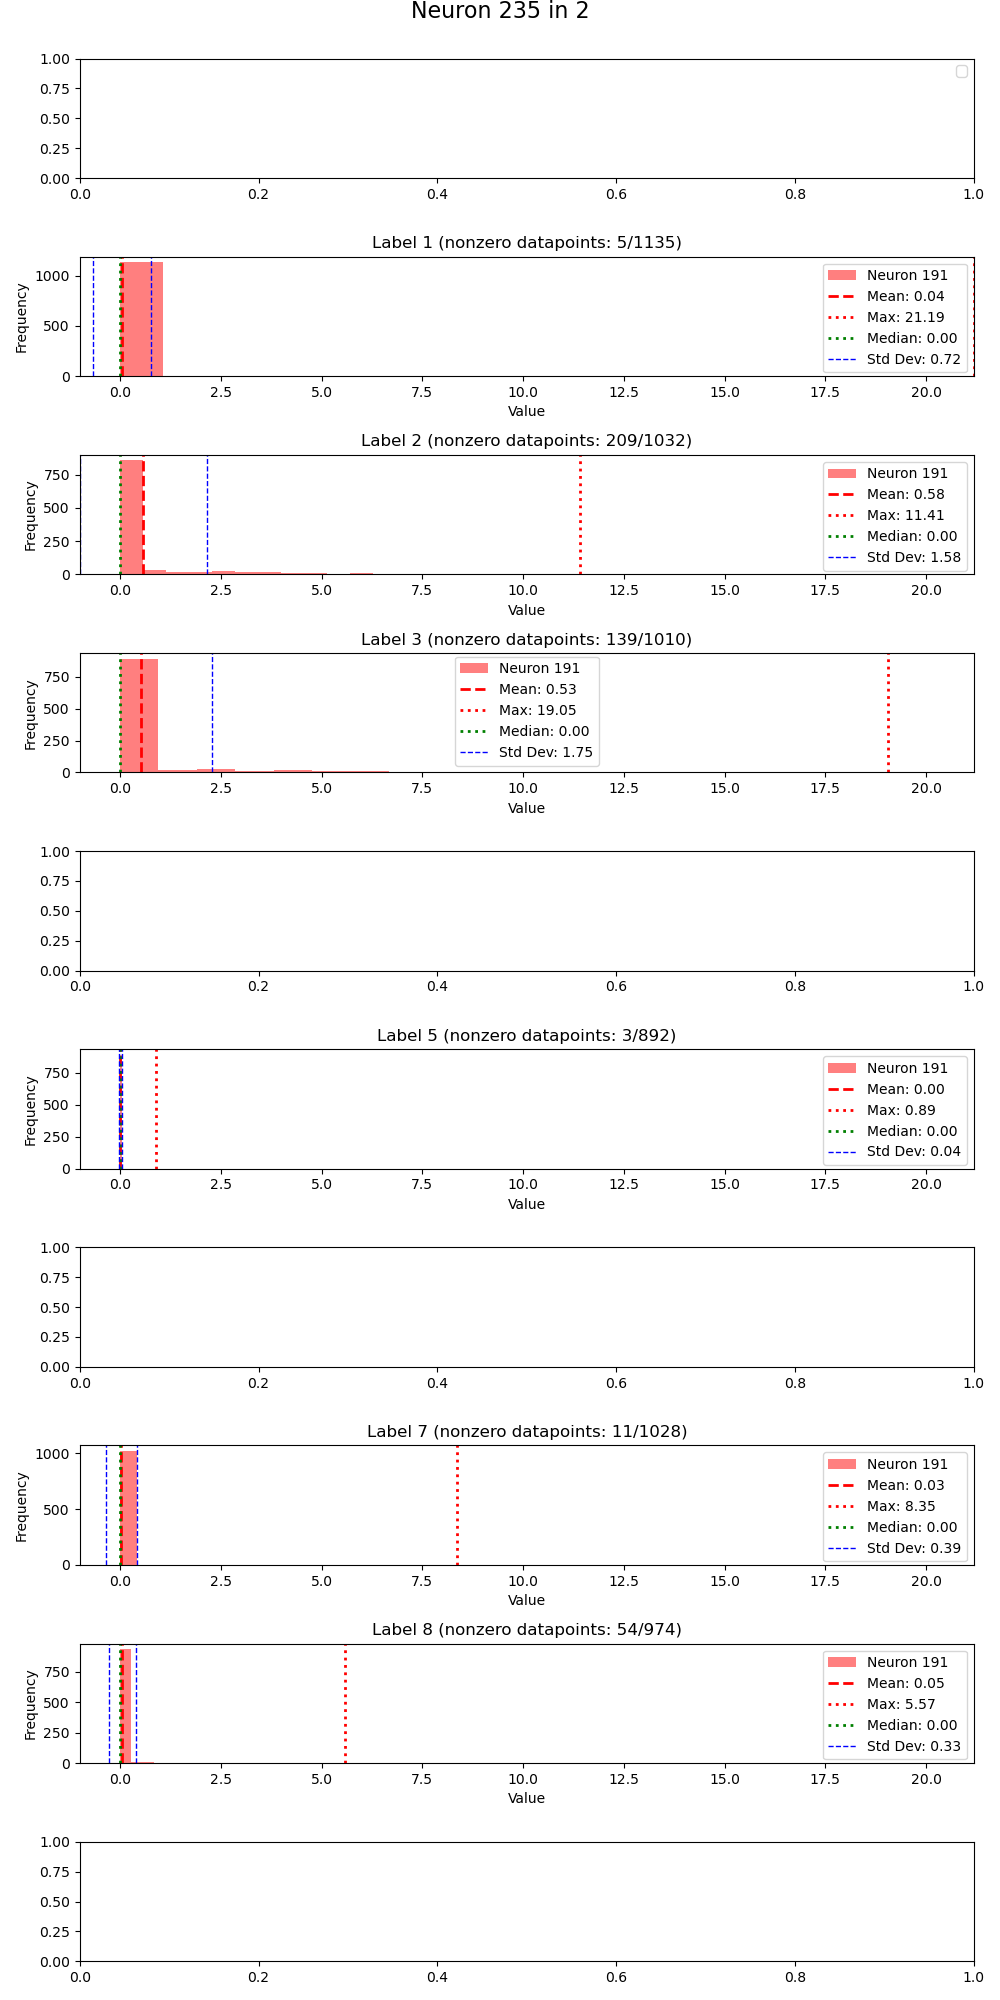 Neuron 235 in 2
1.00
0.75
0.50
0.25
0.00
0.0 0.2 0.4 0.6 0.8 1.0
Label 1 (nonzero datapoints: 5/1135)
Frequency
1000
500
0
Neuron 191
Mean: 0.04
Max: 21.19
Median: 0.00
Std Dev: 0.72
0.0 2.5 5.0 7.5 10.0 12.5 15.0 17.5 20.0
Value
Label 2 (nonzero datapoints: 209/1032)
Frequency
750
500
250
0
Neuron 191
Mean: 0.58
Max: 11.41
Median: 0.00
Std Dev: 1.58
0.0 2.5 5.0 7.5 10.0 12.5 15.0 17.5 20.0
Value
Label 3 (nonzero datapoints: 139/1010)
Frequency
750
500
250
0
Neuron 191
Mean: 0.53
Max: 19.05
Median: 0.00
Std Dev: 1.75
0.0 2.5 5.0 7.5 10.0 12.5 15.0 17.5 20.0
Value
1.00
0.75
0.50
0.25
0.00
0.0 0.2 0.4 0.6 0.8 1.0
Label 5 (nonzero datapoints: 3/892)
Frequency
750
500
250
0
Neuron 191
Mean: 0.00
Max: 0.89
Median: 0.00
Std Dev: 0.04
0.0 2.5 5.0 7.5 10.0 12.5 15.0 17.5 20.0
Value
1.00
0.75
0.50
0.25
0.00
0.0 0.2 0.4 0.6 0.8 1.0
Label 7 (nonzero datapoints: 11/1028)
Frequency
1000
500
0
Neuron 191
Mean: 0.03
Max: 8.35
Median: 0.00
Std Dev: 0.39
0.0 2.5 5.0 7.5 10.0 12.5 15.0 17.5 20.0
Value
Label 8 (nonzero datapoints: 54/974)
Frequency
750
500
250
0
Neuron 191
Mean: 0.05
Max: 5.57
Median: 0.00
Std Dev: 0.33
0.0 2.5 5.0 7.5 10.0 12.5 15.0 17.5 20.0
Value
1.00
0.75
0.50
0.25
0.00
0.0 0.2 0.4 0.6 0.8 1.0